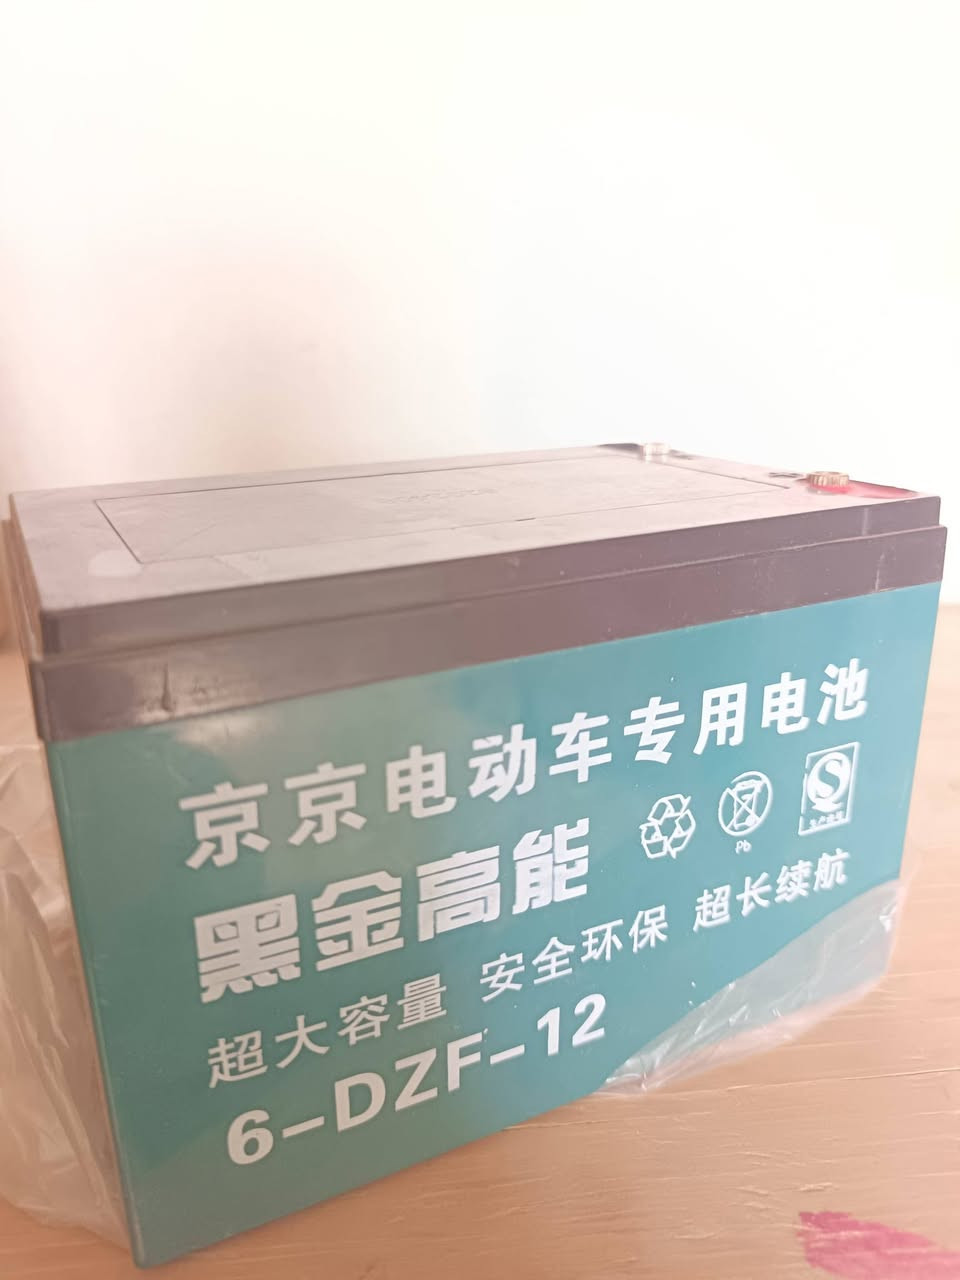 京京电动车专用电池
黑金高能
Pb
超大容量 安全环保 超长续航
6-DZF-12